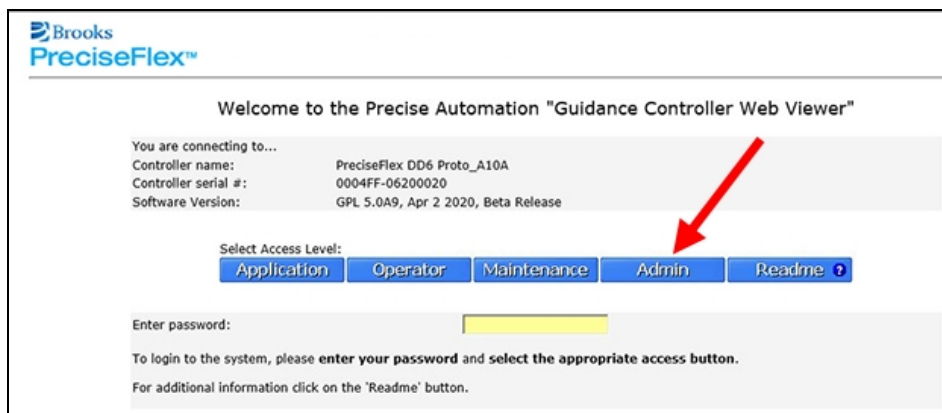 Brooks
PreciseFlex™
Welcome to the Precise Automation "Guidance Controller Web Viewer"
You are connecting to...
Controller name: PreciseFlex DD6 Proto_A10A
Controller serial #: 0004FF-06200020
Software Version: GPL 5.0A9, Apr 2 2020, Beta Release
Select Access Level:
Application Operator Maintenance Admin Readme ?
Enter password:
To login to the system, please enter your password and select the appropriate access button.
For additional information click on the 'Readme' button.